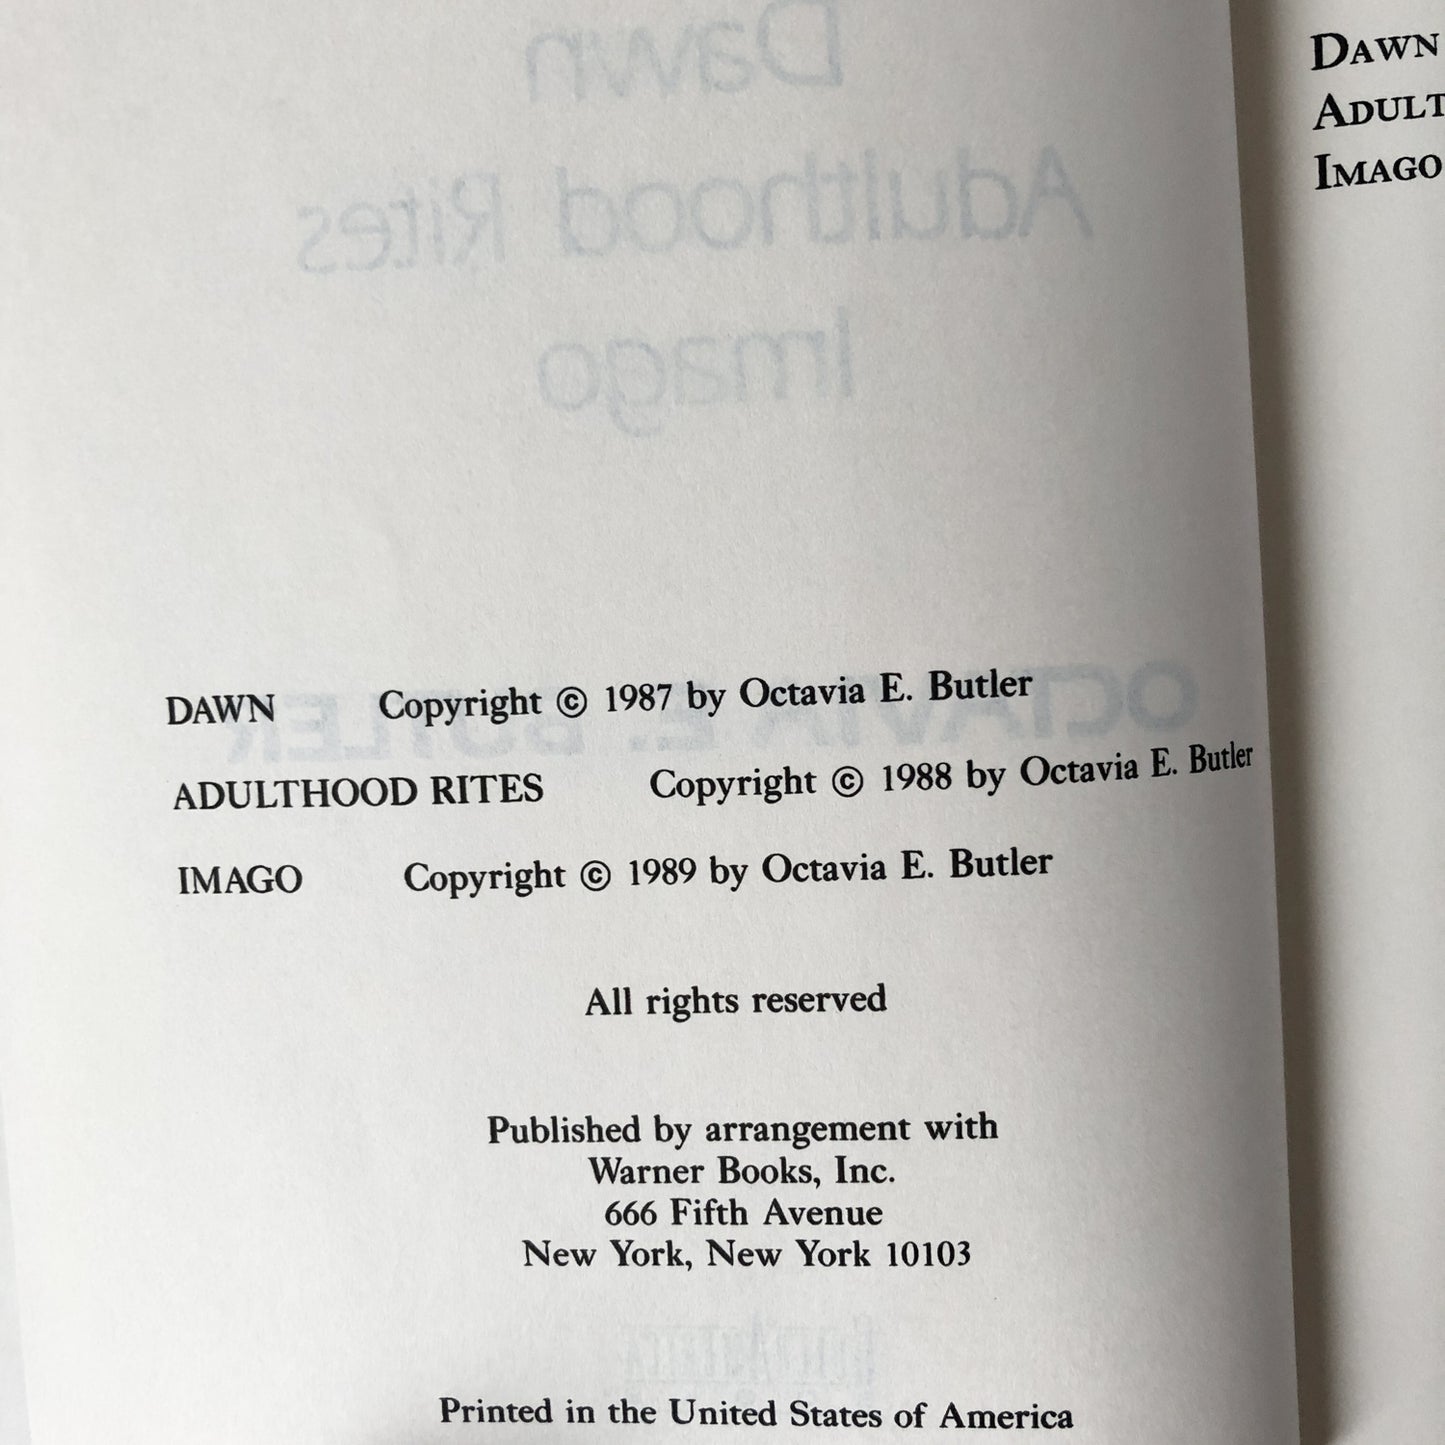 Dawn
Adulthood Rites
Imago
OCTAVIA E. BUTLER
DAWN Copyright © 1987 by Octavia E. Butler
ADULTHOOD RITES Copyright © 1988 by Octavia E. Butler
IMAGO Copyright © 1989 by Octavia E. Butler
All rights reserved
Published by arrangement with
Warner Books, Inc.
666 Fifth Avenue
New York, New York 10103
Printed in the United States of America
DAWN
ADULT
IMAGO